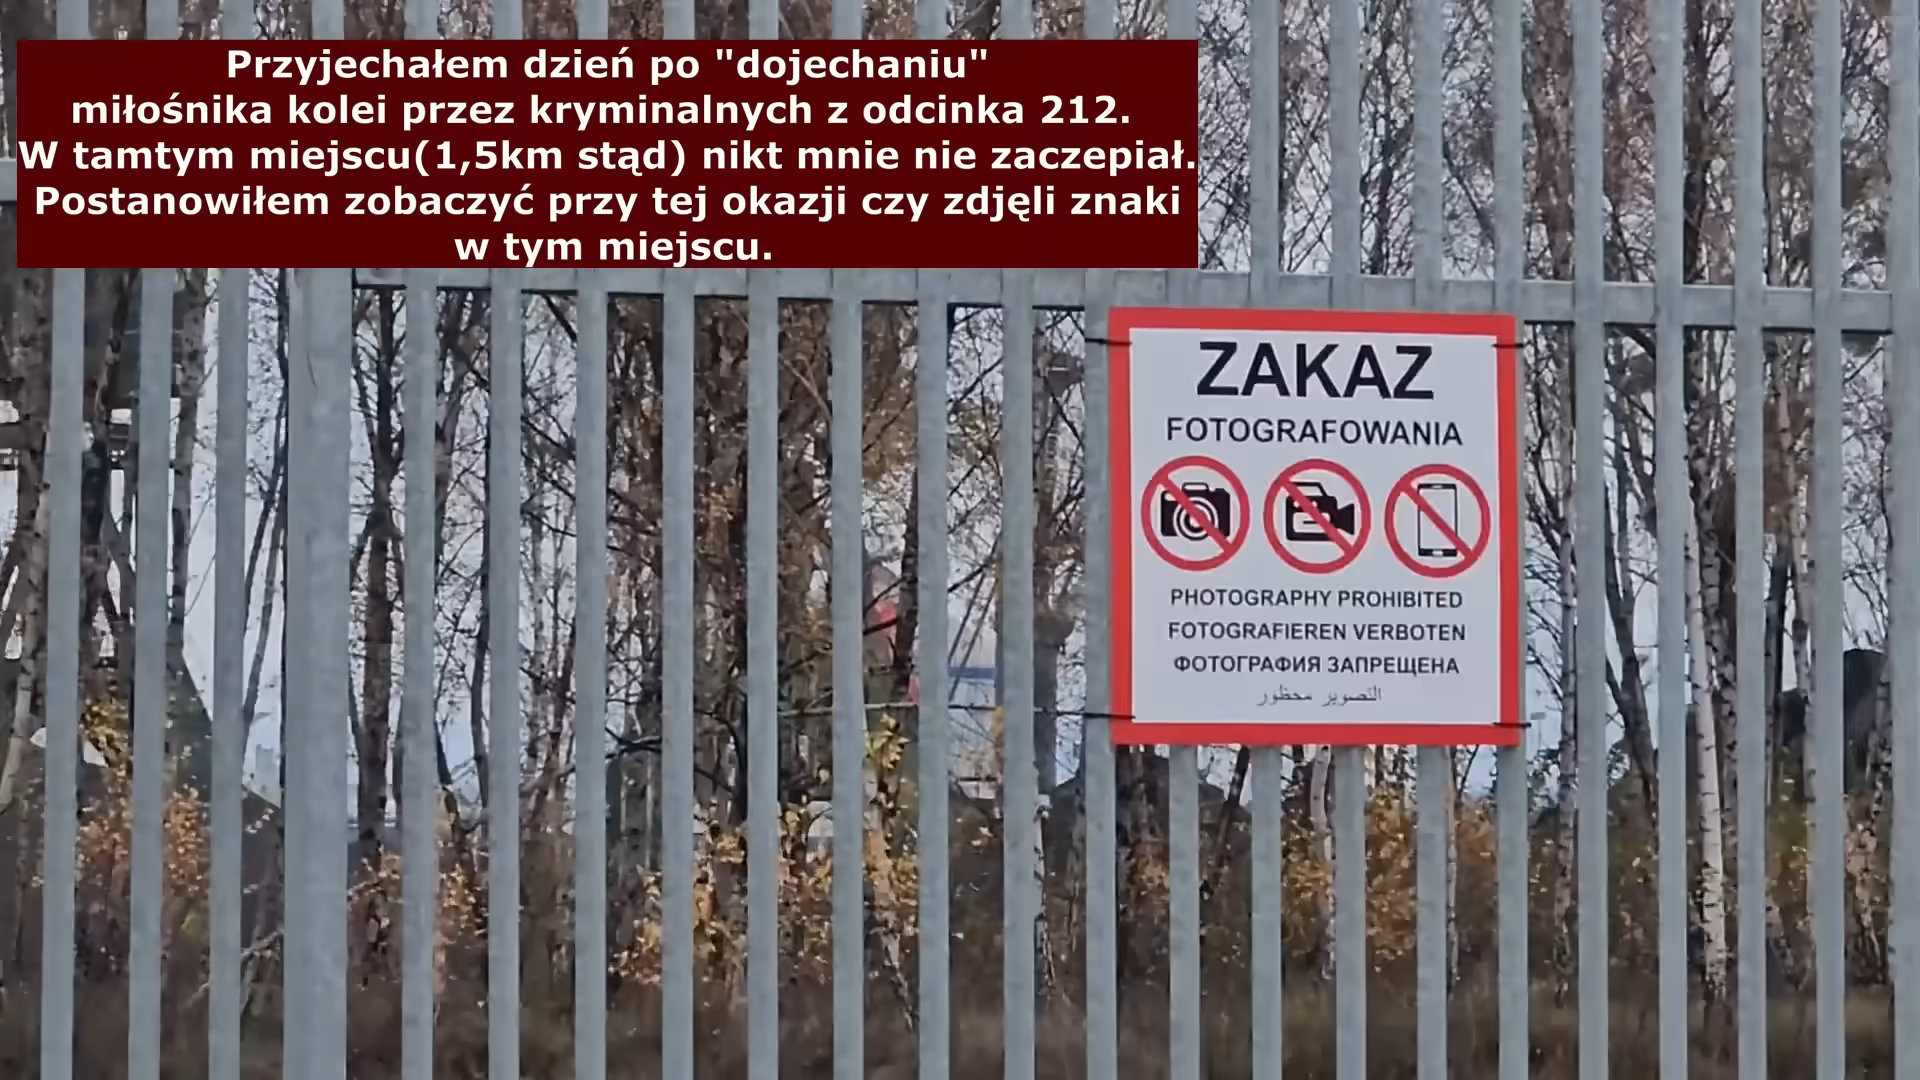 Przyjechałem dzień po "dojechaniu"
miłośnika kolei przez kryminalnych z odcinka 212.
W tamtym miejscu(1,5km stąd) nikt mnie nie zaczepiał.
Postanowiłem zobaczyć przy tej okazji czy zdjęli znaki
w tym miejscu.
ZAKAZ
FOTOGRAFOWANIA
PHOTOGRAPHY PROHIBITED
FOTOGRAFIEREN VERBOTEN
ФОТОГРАФИЯ ЗАПРЕЩЕНА
التصوير محظور